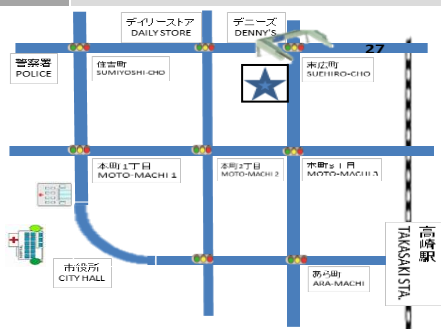 デイリーストア
DAILY STORE
デニーズ
DENNY'S
27
警察署
POLICE
住吉町
SUMIYOSHI-CHO
末広町
SUEHIRO-CHO
本町1丁目
MOTO-MACHI 1
本町2丁目
MOTO-MACHI 2
本町3丁目
MOTO-MACHI 3
市役所
CITY HALL
あら町
ARA-MACHI
高崎駅
TAKASAKI STA.